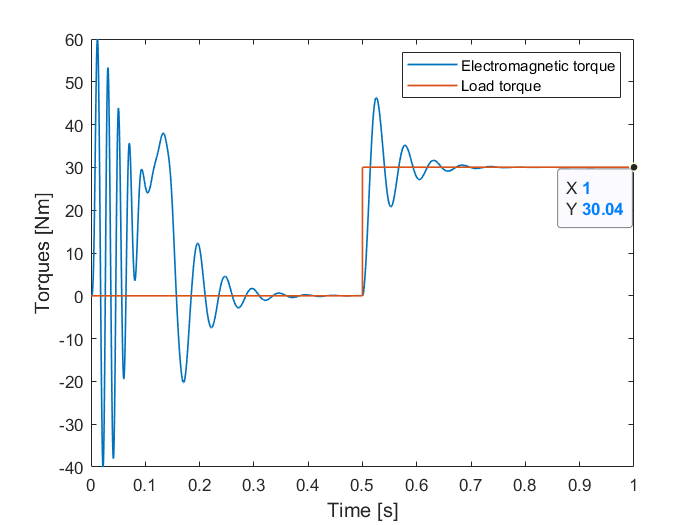 60
50
40
30
20
10
0
-10
-20
-30
-40
Torques [Nm]
Electromagnetic torque
Load torque
X 1
Y 30.04
0 0.1 0.2 0.3 0.4 0.5 0.6 0.7 0.8 0.9 1
Time [s]